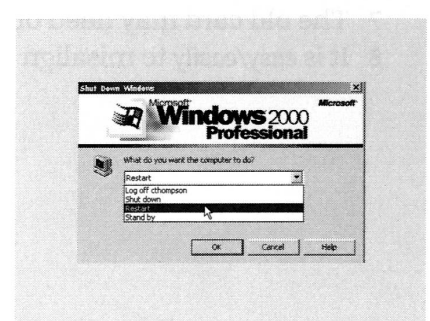 Shut Down Windows
Microsoft
Microsoft
Windows 2000
Professional
What do you want the computer to do?
Restart
Log off cthompson
Shut down
Restart
Stand by
OK
Cancel
Help